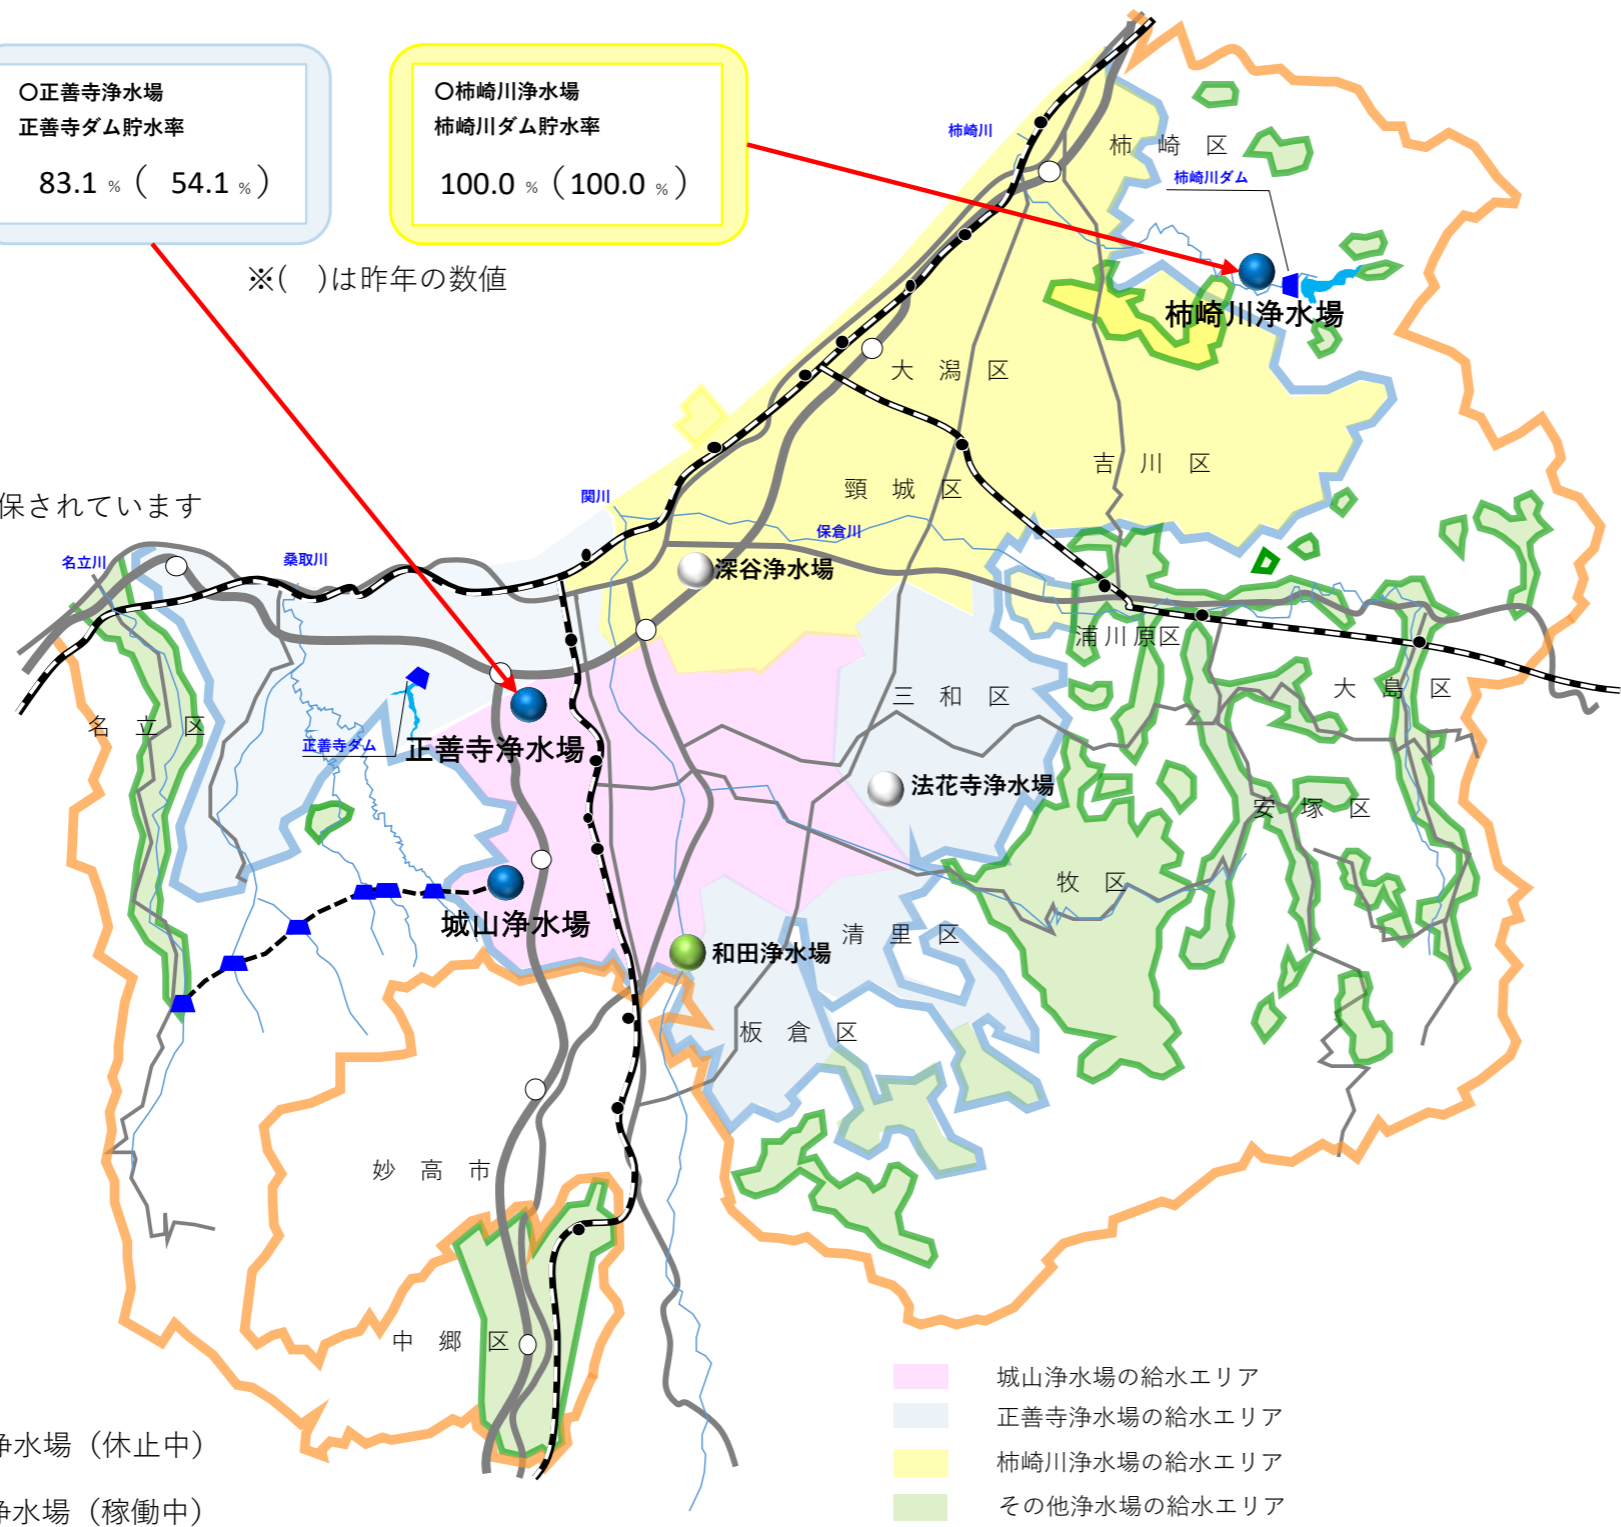 〇正善寺浄水場
正善寺ダム貯水率
83.1 % ( 54.1 % )
〇柿崎川浄水場
柿崎川ダム貯水率
100.0 % ( 100.0 % )
※(　)は昨年の数値
柿崎川
柿　崎　区
柿崎川ダム
柿崎川浄水場
大　潟　区
吉　川　区
頸　城　区
保されています
関川
保倉川
名立川
桑取川
深谷浄水場
浦川原区
大　島　区
三　和　区
名　立　区
正善寺ダム
正善寺浄水場
法花寺浄水場
安　塚　区
牧　区
城山浄水場
清　里　区
和田浄水場
板　倉　区
妙　高　市
中　郷　区
城山浄水場の給水エリア
正善寺浄水場の給水エリア
柿崎川浄水場の給水エリア
その他浄水場の給水エリア
浄水場（休止中）
浄水場（稼働中）